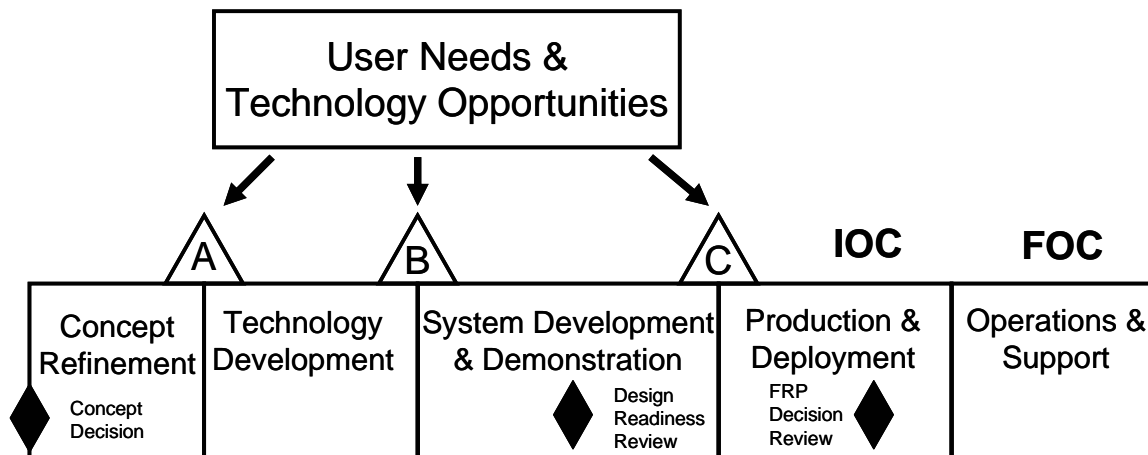 User Needs &
Technology Opportunities
A
B
C
IOC
FOC
Concept
Refinement
Technology
Development
System Development
& Demonstration
Production &
Deployment
Operations &
Support
Concept
Decision
Design
Readiness
Review
FRP
Decision
Review